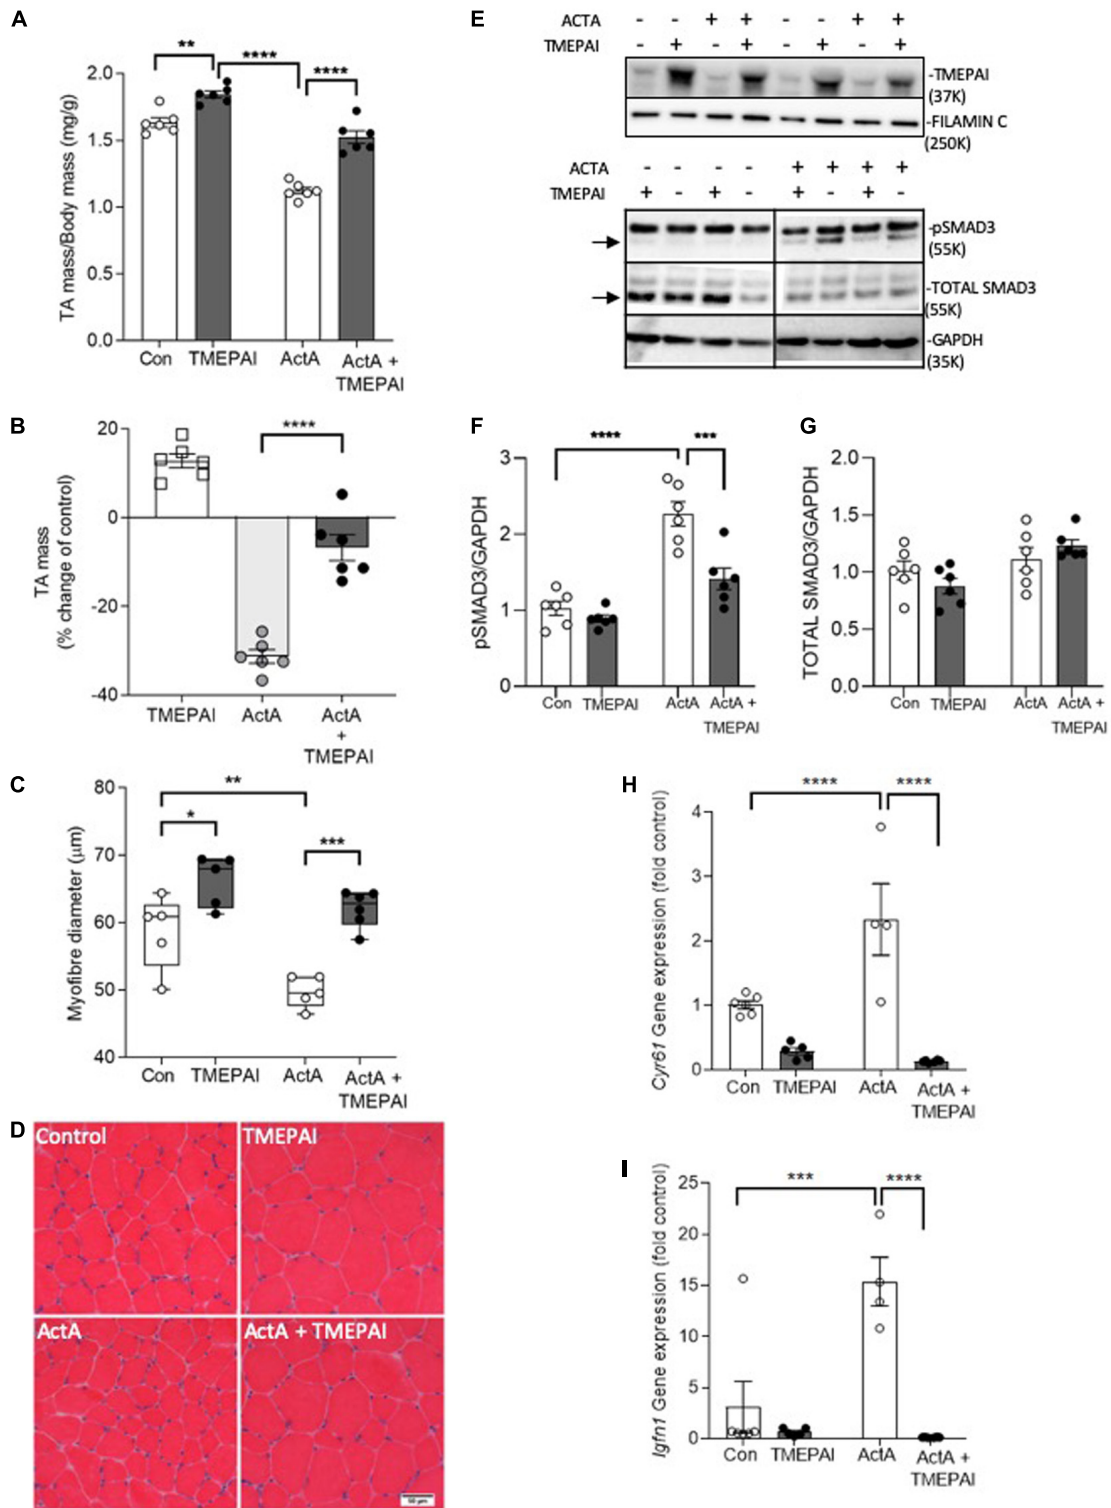 A
** **** ****
TA mass/Body mass (mg/g)
2.0
1.5
1.0
0.5
0.0
Con TMEPAI ActA ActA + TMEPAI
B
TA mass
(% change of control)
20
0
-20
-40
****
TMEPAI ActA ActA + TMEPAI
C
Myofibre diameter (μm)
80
70
60
50
40
**
* ***
Con TMEPAI ActA ActA + TMEPAI
D
Control TMEPAI
ActA ActA + TMEPAI
50 μm
E
ACTA - - + + - - + +
TMEPAI - + - + - + - +
-TMEPAI
(37K)
-FILAMIN C
(250K)
ACTA - - - - + + + +
TMEPAI + - + - + - + -
-pSMAD3
(55K)
-TOTAL SMAD3
(55K)
-GAPDH
(35K)
F
pSMAD3/GAPDH
3
2
1
0
**** ***
Con TMEPAI ActA ActA + TMEPAI
G
TOTAL SMAD3/GAPDH
2.0
1.5
1.0
0.5
0.0
Con TMEPAI ActA ActA + TMEPAI
H
Cyr61 Gene expression (fold control)
4
3
2
1
0
**** ****
Con TMEPAI ActA ActA + TMEPAI
I
Igfn1 Gene expression (fold control)
25
20
15
10
5
0
*** ****
Con TMEPAI ActA ActA + TMEPAI